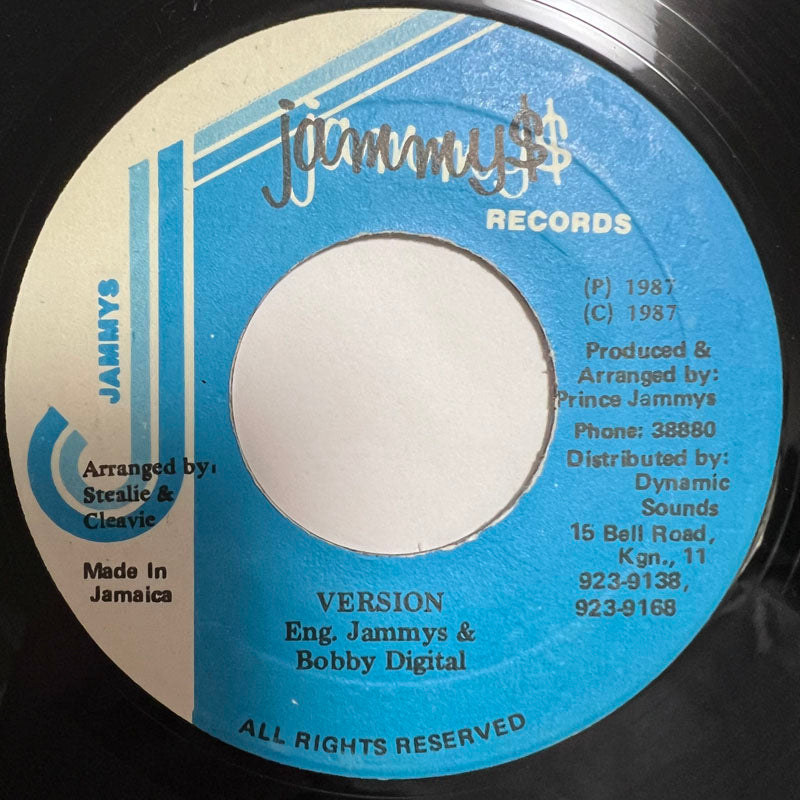 jammy$
RECORDS
JAMMYS
(P) 1987
(C) 1987
Produced &
Arranged by:
Prince Jammys
Phone: 38880
Distributed by:
Dynamic
Sounds
15 Bell Road,
Kgn., 11
923-9138,
923-9168
Arranged by:
Stealie &
Cleavie
Made In
Jamaica
VERSION
Eng. Jammys &
Bobby Digital
ALL RIGHTS RESERVED